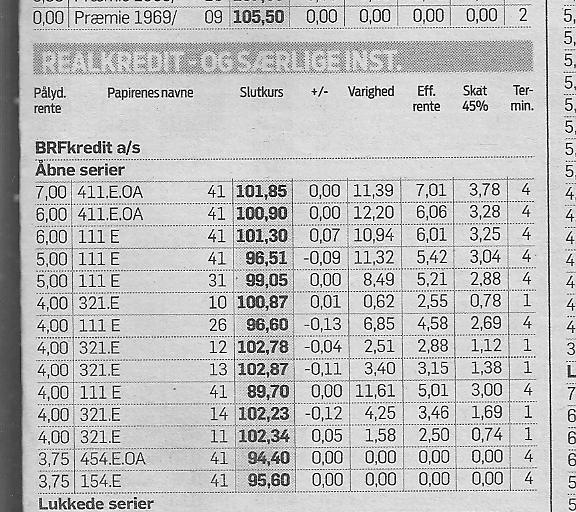 0,00 Præmie 1969/ 09 105,50 0,00 0,00 0,00 0,00 2
REALKREDIT - OG SÆRLIGE INST.
Pålyd. rente Papirenes navne Slutkurs +/- Varighed Eff. rente Skat 45% Ter- min.
BRFkredit a/s
Åbne serier
7,00 411.E.OA 41 101,85 0,00 11,39 7,01 3,78 4
6,00 411.E.OA 41 100,90 0,00 12,20 6,06 3,28 4
6,00 111 E 41 101,30 0,07 10,94 6,01 3,25 4
5,00 111 E 41 96,51 -0,09 11,32 5,42 3,04 4
5,00 111 E 31 99,05 0,00 8,49 5,21 2,88 4
4,00 321.E 10 100,87 0,01 0,62 2,55 0,78 1
4,00 111 E 26 96,60 -0,13 6,85 4,58 2,69 4
4,00 321.E 12 102,78 -0,04 2,51 2,88 1,12 1
4,00 321.E 13 102,87 -0,11 3,40 3,15 1,38 1
4,00 111 E 41 89,70 0,00 11,61 5,01 3,00 4
4,00 321.E 14 102,23 -0,12 4,25 3,46 1,69 1
4,00 321.E 11 102,34 0,05 1,58 2,50 0,74 1
3,75 454.E.OA 41 94,40 0,00 0,00 0,00 0,00 4
3,75 154.E 41 95,60 0,00 0,00 0,00 0,00 4
Lukkede serier